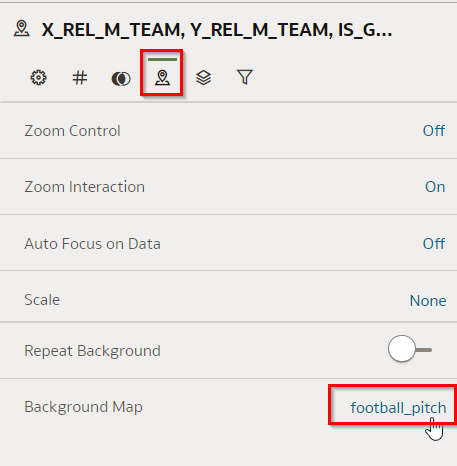 X_REL_M_TEAM, Y_REL_M_TEAM, IS_G...
#
Zoom Control Off
Zoom Interaction On
Auto Focus on Data Off
Scale None
Repeat Background
Background Map football_pitch